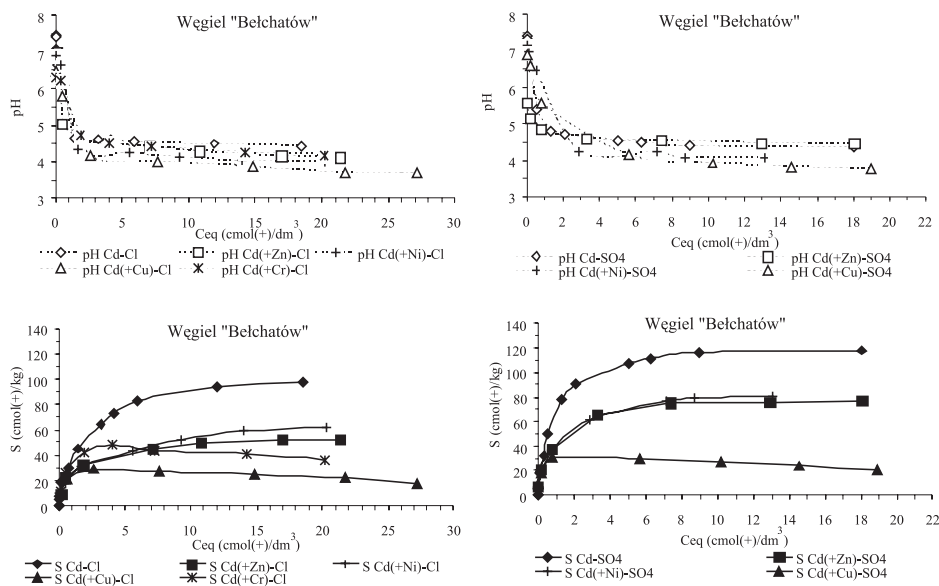 Węgiel "Bełchatów"
8
7
6
5
4
3
pH
0 5 10 15 20 25 30
Ceq (cmol(+)/dm³)
pH Cd-Cl pH Cd(+Zn)-Cl pH Cd(+Ni)-Cl
pH Cd(+Cu)-Cl pH Cd(+Cr)-Cl
Węgiel "Bełchatów"
8
7
6
5
4
3
pH
0 2 4 6 8 10 12 14 16 18 20 22
Ceq (cmol(+)/dm³)
pH Cd-SO4 pH Cd(+Zn)-SO4
pH Cd(+Ni)-SO4 pH Cd(+Cu)-SO4
Węgiel "Bełchatów"
140
120
100
80
60
40
20
0
S (cmol(+)/kg)
0 5 10 15 20 25 30
Ceq (cmol(+)/dm³
S Cd-Cl S Cd(+Zn)-Cl S Cd(+Ni)-Cl
S Cd(+Cu)-Cl S Cd(+Cr)-Cl
Węgiel "Bełchatów"
140
120
100
80
60
40
20
0
S (cmol(+)/kg)
0 2 4 6 8 10 12 14 16 18 20 22
Ceq (cmol(+)/dm³
S Cd-SO4 S Cd(+Zn)-SO4
S Cd(+Ni)-SO4 S Cd(+Cu)-SO4